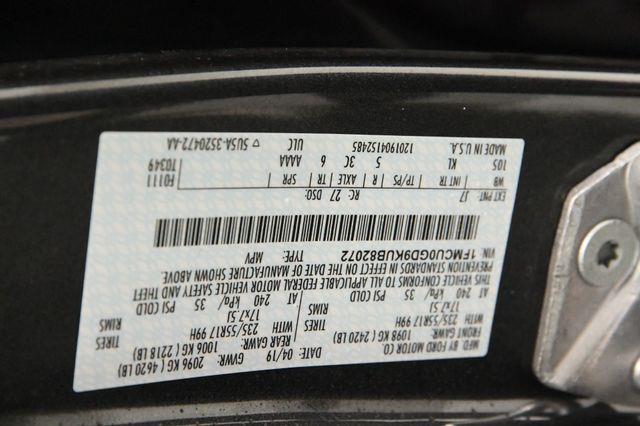 MFD. BY FORD MOTOR CO.
DATE: 04/19 GVWR: 2096 KG ( 4620 LB)
FRONT GAWR: 1098 KG ( 2420 LB) REAR GAWR: 1006 KG ( 2218 LB)
235/55R17 99H WITH 235/55R17 99H TIRES
17x7.5J RIMS 17x7.5J RIMS
AT 240 kPa/ 35 PSI COLD AT 240 kPa/ 35 PSI COLD
THIS VEHICLE CONFORMS TO ALL APPLICABLE FEDERAL MOTOR VEHICLE SAFETY AND THEFT
PREVENTION STANDARDS IN EFFECT ON THE DATE OF MANUFACTURE SHOWN ABOVE.
VIN: 1FMCU0GD9KUB82072 TYPE: MPV
EXT PNT: J7 RC: 27 DSO: F0111
WB INT TR TP/PS R AXLE TR SPR T0349
105 KL 5 3C 6 AAAA
MADE IN U.S.A. 1201904152485 ULC 5U5A-3520472-AA